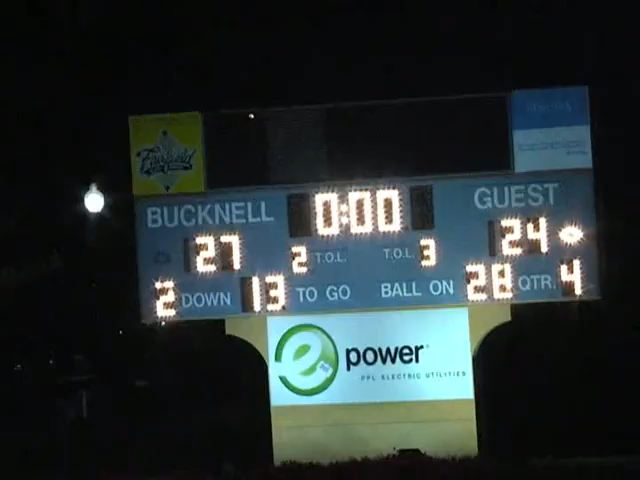 Fairfield
BUCKNELL 0:00 GUEST
27 2 T.O.L. T.O.L. 3 24
2 DOWN 13 TO GO BALL ON 28 QTR. 4
e power
PPL ELECTRIC UTILITIES